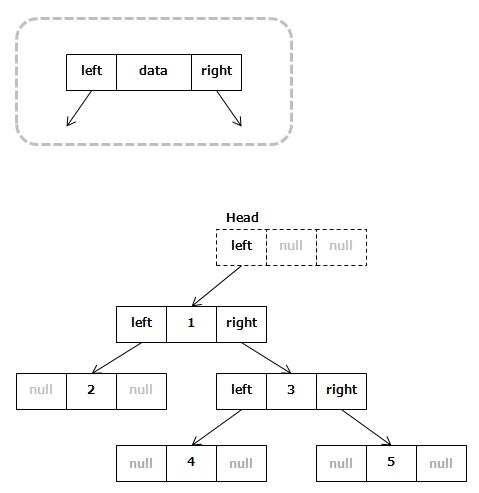 left data right
Head
left null null
left 1 right
null 2 null
left 3 right
null 4 null
null 5 null